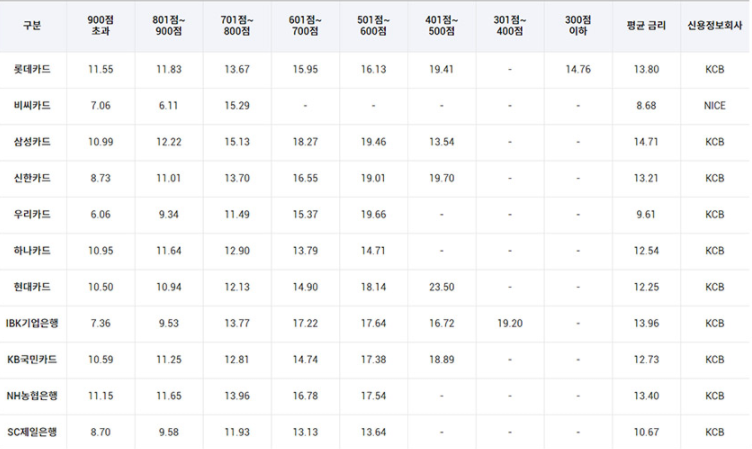 구분 900점 초과 801점~ 900점 701점~ 800점 601점~ 700점 501점~ 600점 401점~ 500점 301점~ 400점 300점 이하 평균 금리 신용정보회사
롯데카드 11.55 11.83 13.67 15.95 16.13 19.41 - 14.76 13.80 KCB
비씨카드 7.06 6.11 15.29 - - - - - 8.68 NICE
삼성카드 10.99 12.22 15.13 18.27 19.46 13.54 - - 14.71 KCB
신한카드 8.73 11.01 13.70 16.55 19.01 19.70 - - 13.21 KCB
우리카드 6.06 9.34 11.49 15.37 19.66 - - - 9.61 KCB
하나카드 10.95 11.64 12.90 13.79 14.71 - - - 12.54 KCB
현대카드 10.50 10.94 12.13 14.90 18.14 23.50 - - 12.25 KCB
IBK기업은행 7.36 9.53 13.77 17.22 17.64 16.72 19.20 - 13.96 KCB
KB국민카드 10.59 11.25 12.81 14.74 17.38 18.89 - - 12.73 KCB
NH농협은행 11.15 11.65 13.96 16.78 17.54 - - - 13.40 KCB
SC제일은행 8.70 9.58 11.93 13.13 13.64 - - - 10.67 KCB